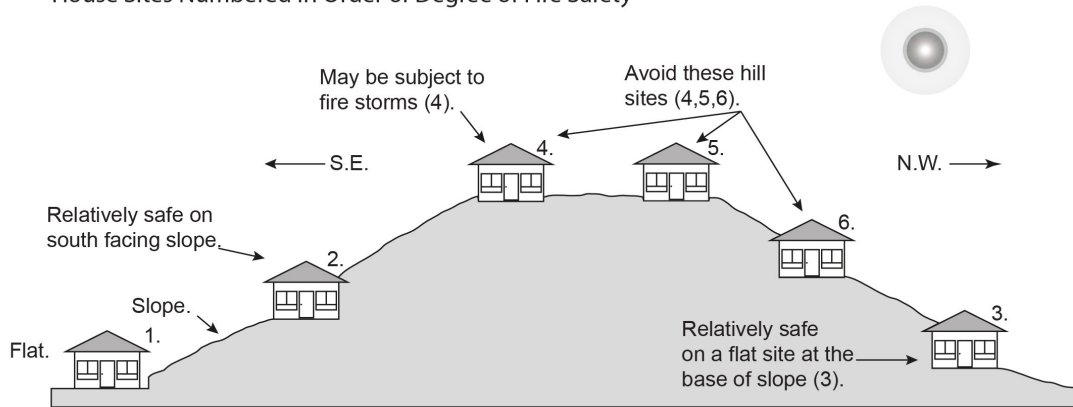 House Sites Numbered in Order of Degree of Fire Safety
May be subject to
fire storms (4).
Avoid these hill
sites (4,5,6).
S.E.
4.
5.
N.W.
Relatively safe on
south facing slope.
2.
6.
Slope.
Flat.
1.
Relatively safe
on a flat site at the
base of slope (3).
3.